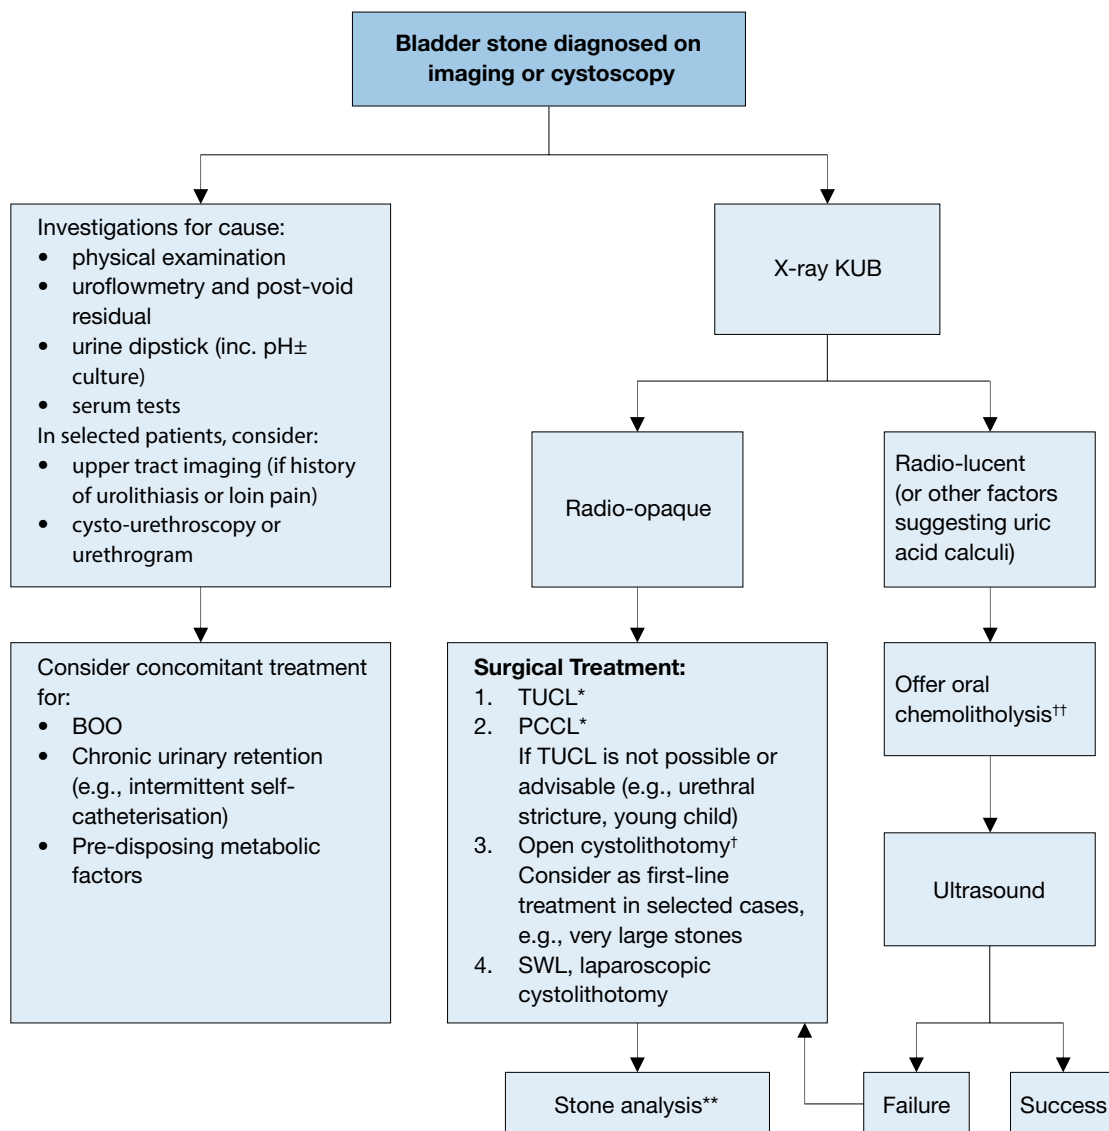 Bladder stone diagnosed on
imaging or cystoscopy
Investigations for cause:
• physical examination
• uroflowmetry and post-void
residual
• urine dipstick (inc. pH±
culture)
• serum tests
In selected patients, consider:
• upper tract imaging (if history
of urolithiasis or loin pain)
• cysto-urethroscopy or
urethrogram
X-ray KUB
Radio-opaque
Radio-lucent
(or other factors
suggesting uric
acid calculi)
Consider concomitant treatment
for:
• BOO
• Chronic urinary retention
(e.g., intermittent self-
catheterisation)
• Pre-disposing metabolic
factors
Surgical Treatment:
1. TUCL*
2. PCCL*
If TUCL is not possible or
advisable (e.g., urethral
stricture, young child)
3. Open cystolithotomy†
Consider as first-line
treatment in selected cases,
e.g., very large stones
4. SWL, laparoscopic
cystolithotomy
Offer oral
chemolitholysis††
Ultrasound
Stone analysis**
Failure
Success